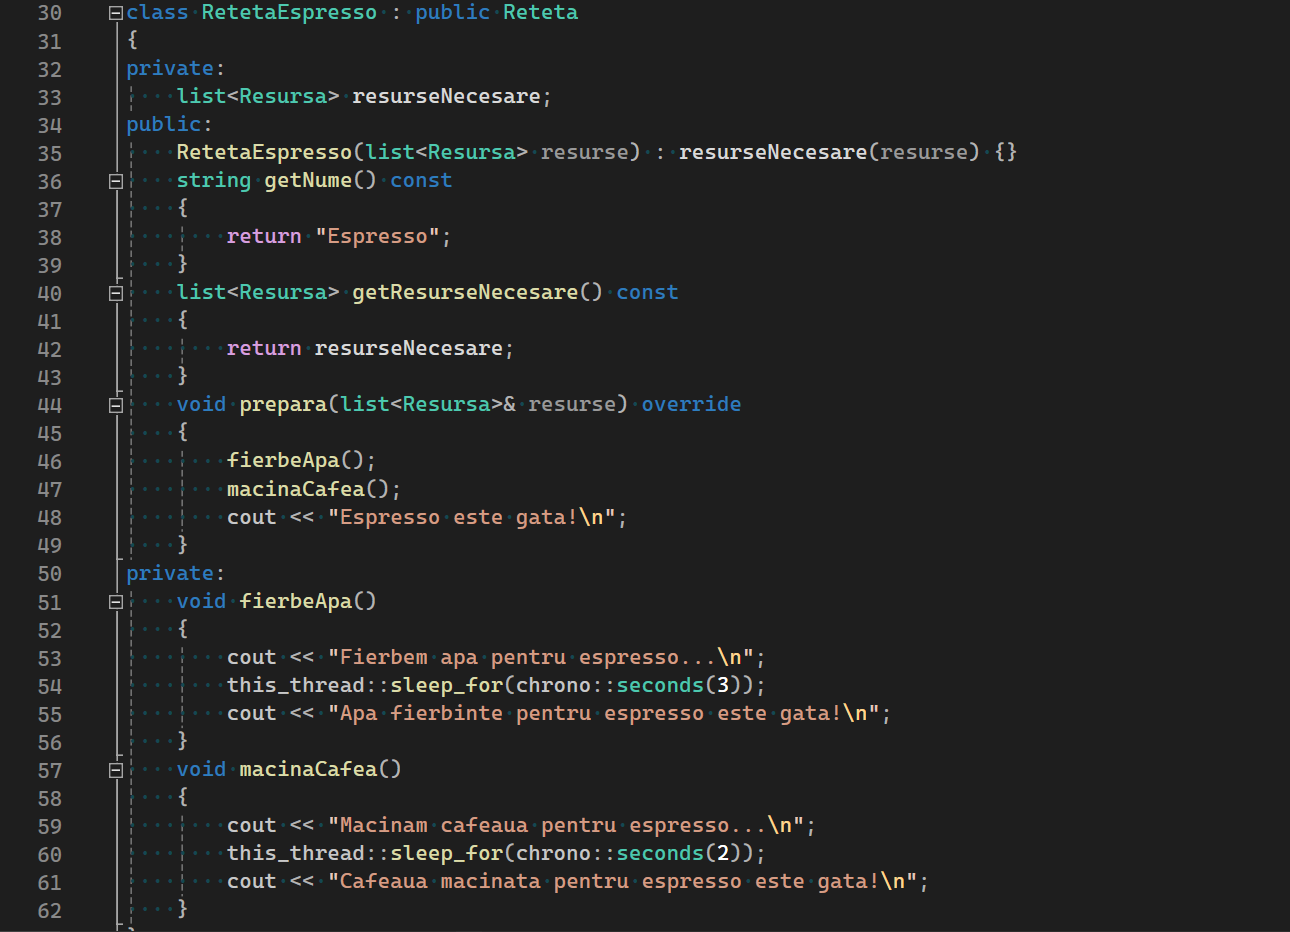 30 class RetetaEspresso : public Reteta
31 {
32 private:
33     list<Resursa> resurseNecesare;
34 public:
35     RetetaEspresso(list<Resursa> resurse) : resurseNecesare(resurse) {}
36     string getNume() const
37     {
38         return "Espresso";
39     }
40     list<Resursa> getResurseNecesare() const
41     {
42         return resurseNecesare;
43     }
44     void prepara(list<Resursa>& resurse) override
45     {
46         fierbeApa();
47         macinaCafea();
48         cout << "Espresso este gata!\n";
49     }
50 private:
51     void fierbeApa()
52     {
53         cout << "Fierbem apa pentru espresso...\n";
54         this_thread::sleep_for(chrono::seconds(3));
55         cout << "Apa fierbinte pentru espresso este gata!\n";
56     }
57     void macinaCafea()
58     {
59         cout << "Macinam cafeaua pentru espresso...\n";
60         this_thread::sleep_for(chrono::seconds(2));
61         cout << "Cafeaua macinata pentru espresso este gata!\n";
62     }